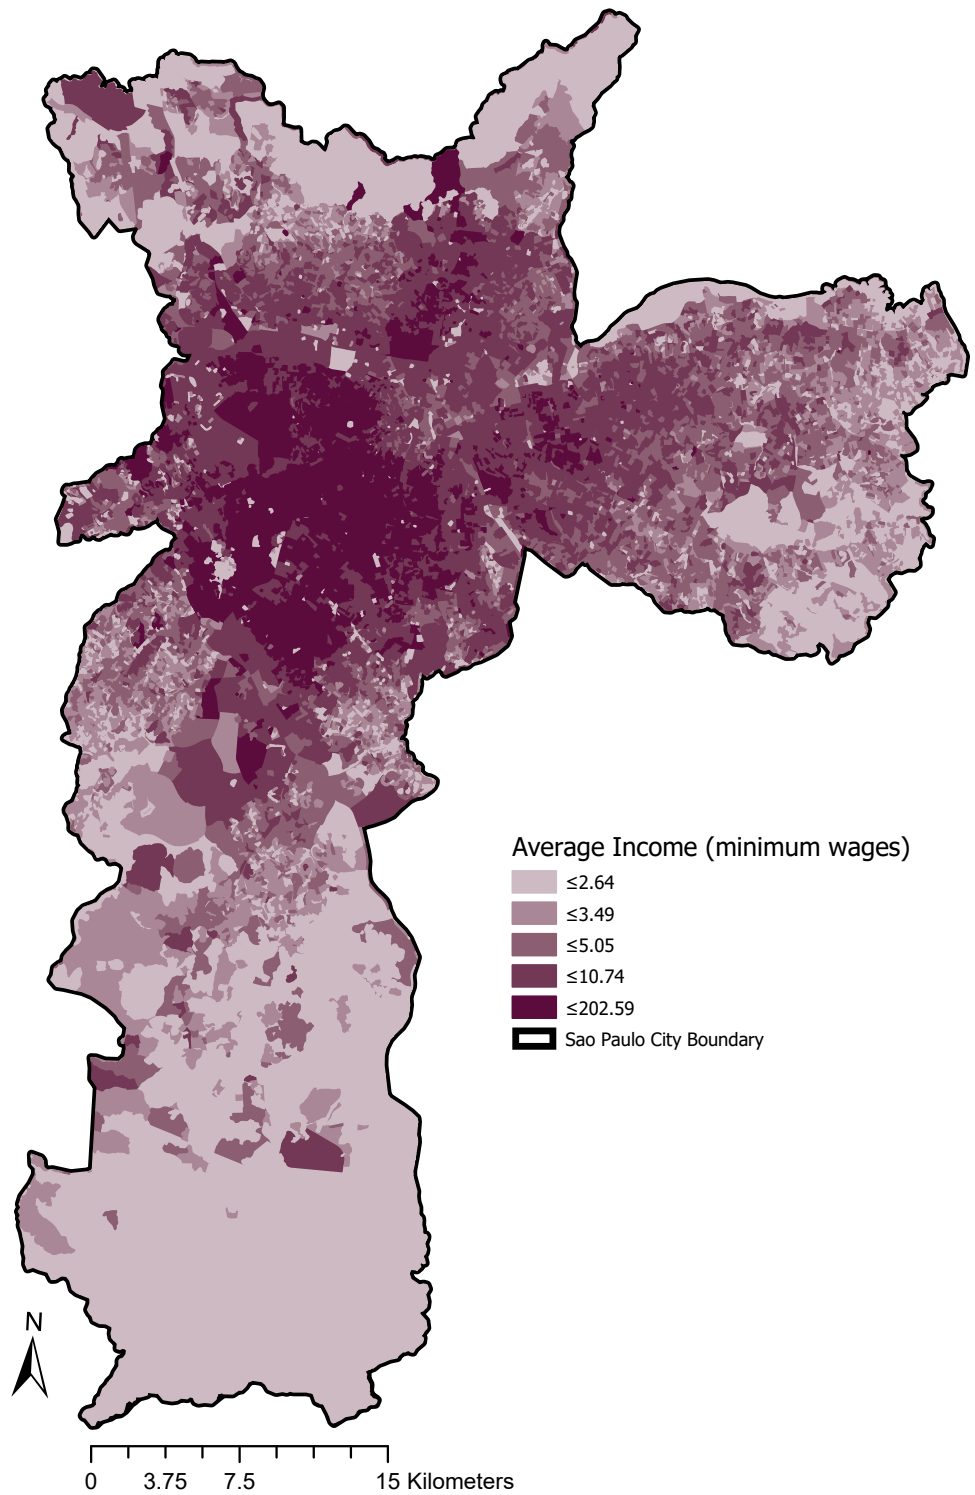 Average Income (minimum wages)
≤2.64
≤3.49
≤5.05
≤10.74
≤202.59
Sao Paulo City Boundary
N
0 3.75 7.5 15 Kilometers